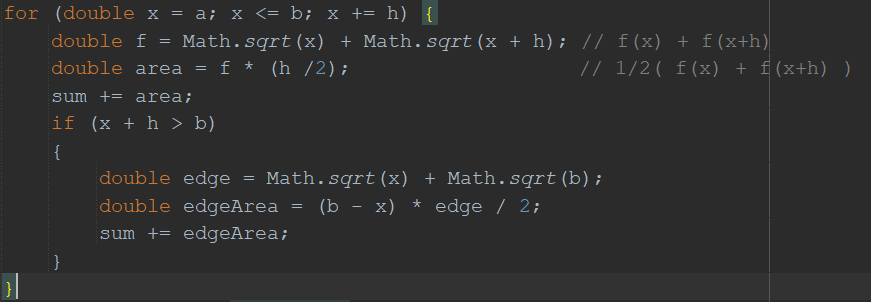 for (double x = a; x <= b; x += h) {
    double f = Math.sqrt(x) + Math.sqrt(x + h); // f(x) + f(x+h)
    double area = f * (h /2);                    // 1/2( f(x) + f(x+h) )
    sum += area;
    if (x + h > b)
    {
        double edge = Math.sqrt(x) + Math.sqrt(b);
        double edgeArea = (b - x) * edge / 2;
        sum += edgeArea;
    }
}